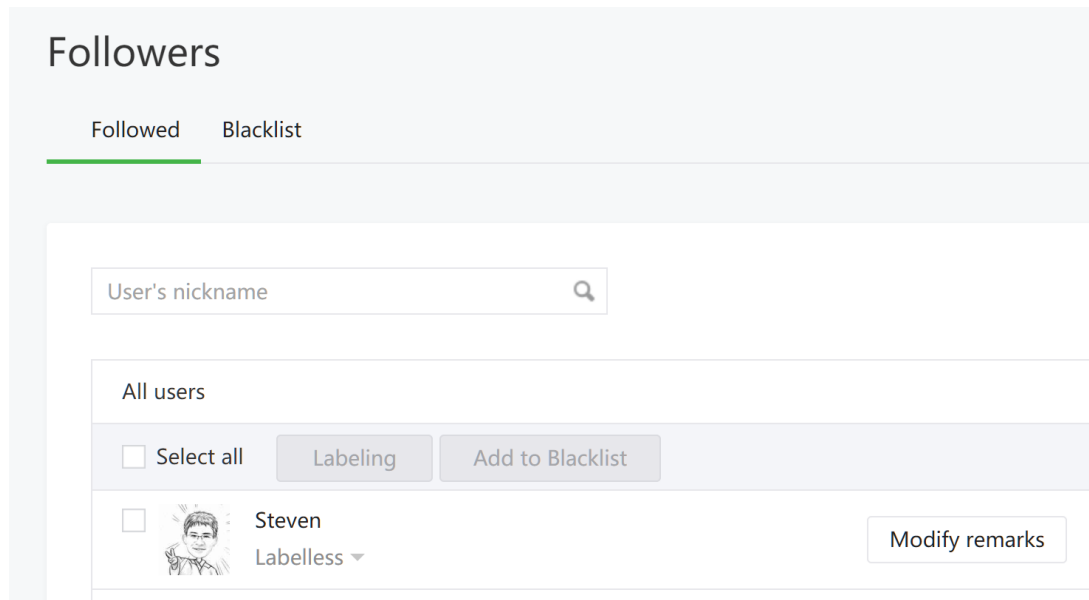 Followers
Followed Blacklist
User's nickname
All users
Select all Labeling Add to Blacklist
Steven
Labelless
Modify remarks